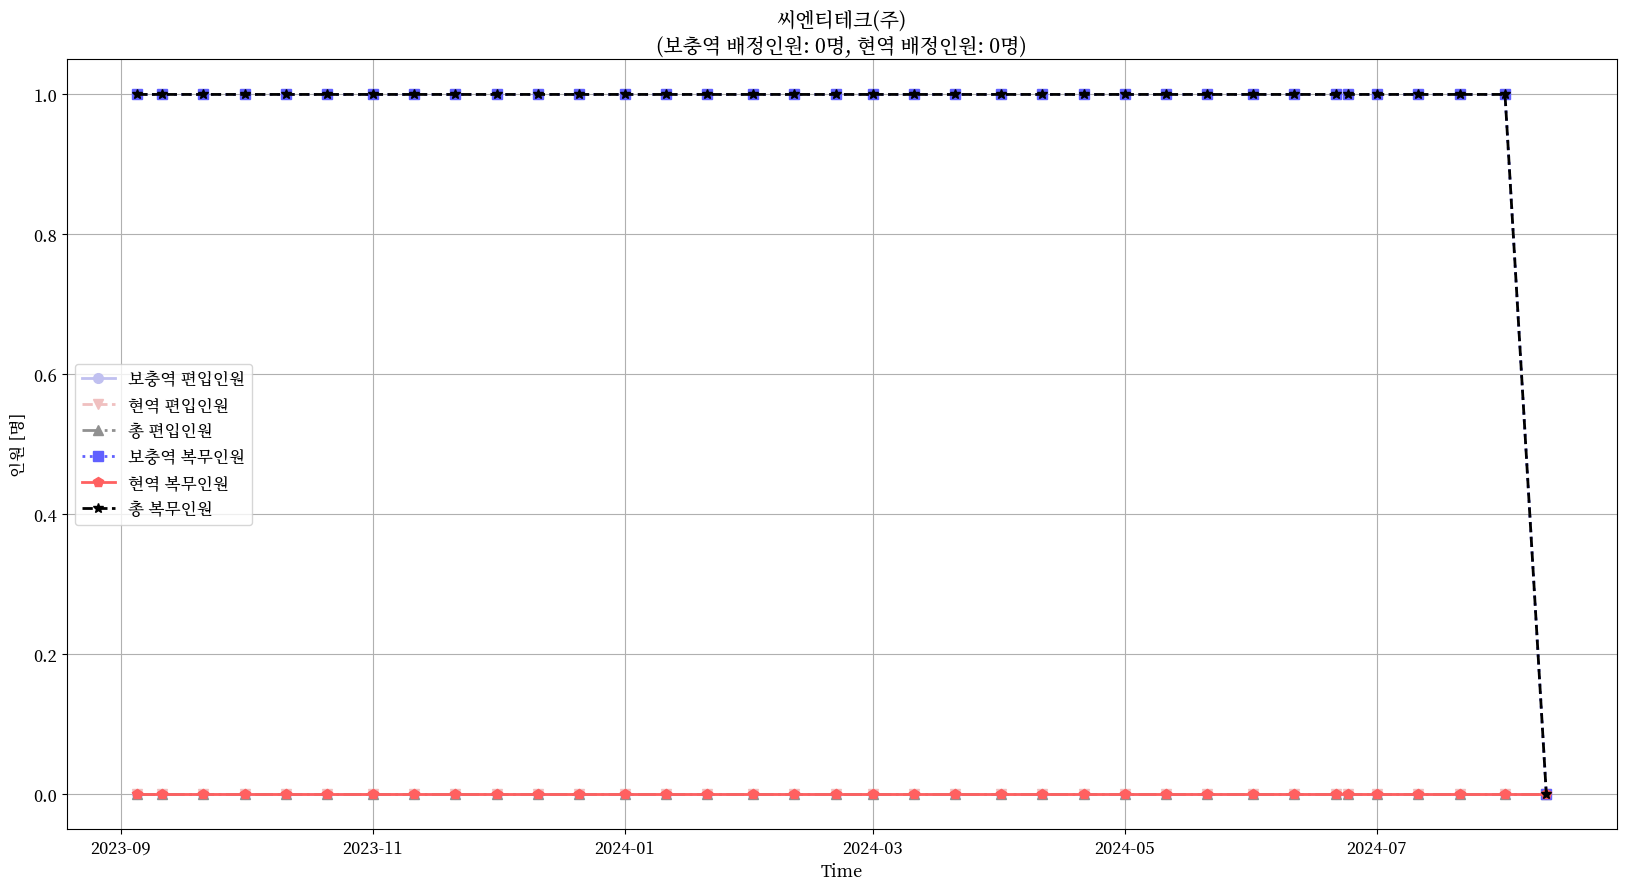 씨엔티테크(주)
(보충역 배정인원: 0명, 현역 배정인원: 0명)
인원 [명]
1.0
0.8
0.6
0.4
0.2
0.0
보충역 편입인원
현역 편입인원
총 편입인원
보충역 복무인원
현역 복무인원
총 복무인원
2023-09
2023-11
2024-01
2024-03
2024-05
2024-07
Time